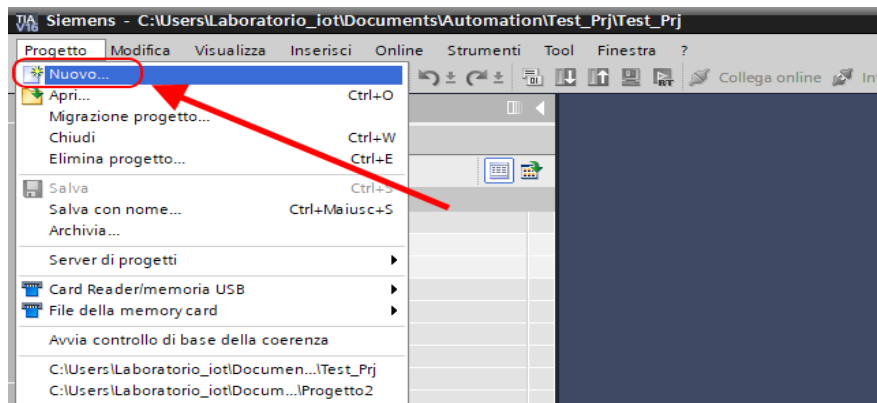 TIA V16 Siemens - C:\Users\Laboratorio_iot\Documents\Automation\Test_Prj\Test_Prj
Progetto Modifica Visualizza Inserisci Online Strumenti Tool Finestra ?
Nuovo...
Collega online
Apri... Ctrl+O
Migrazione progetto...
Chiudi Ctrl+W
Elimina progetto... Ctrl+E
Salva Ctrl+S
Salva con nome... Ctrl+Maiusc+S
Archivia...
Server di progetti
Card Reader/memoria USB
File della memory card
Avvia controllo di base della coerenza
C:\Users\Laboratorio_iot\Documen...\Test_Prj
C:\Users\Laboratorio_iot\Docum...\Progetto2